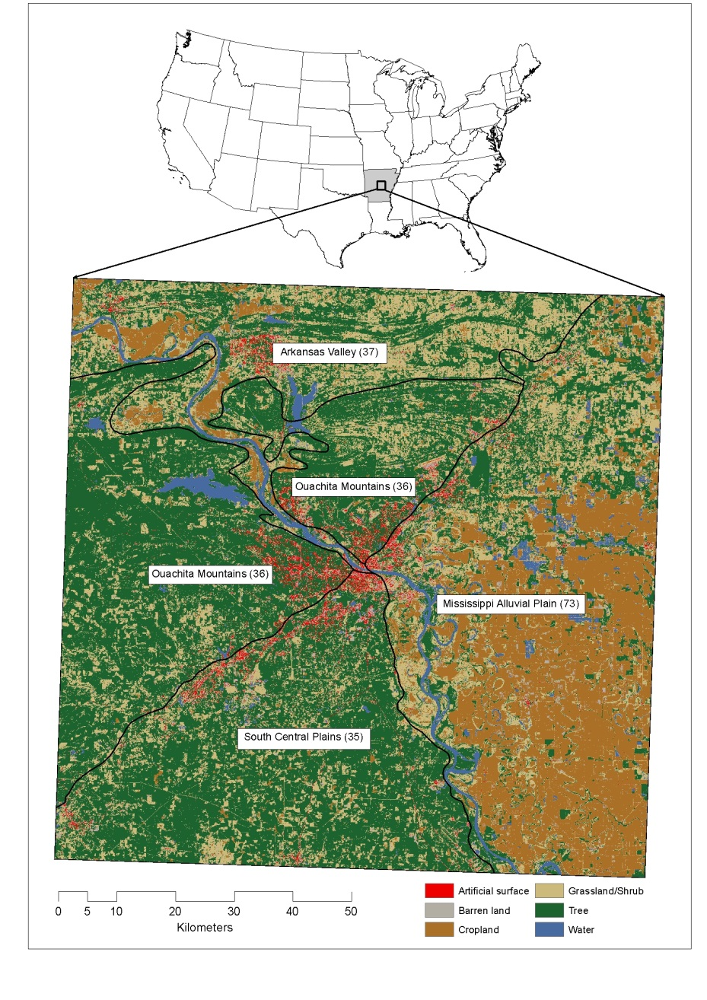 Arkansas Valley (37)
Ouachita Mountains (36)
Ouachita Mountains (36)
Mississippi Alluvial Plain (73)
South Central Plains (35)
0 5 10 20 30 40 50
Kilometers
Artificial surface
Barren land
Cropland
Grassland/Shrub
Tree
Water